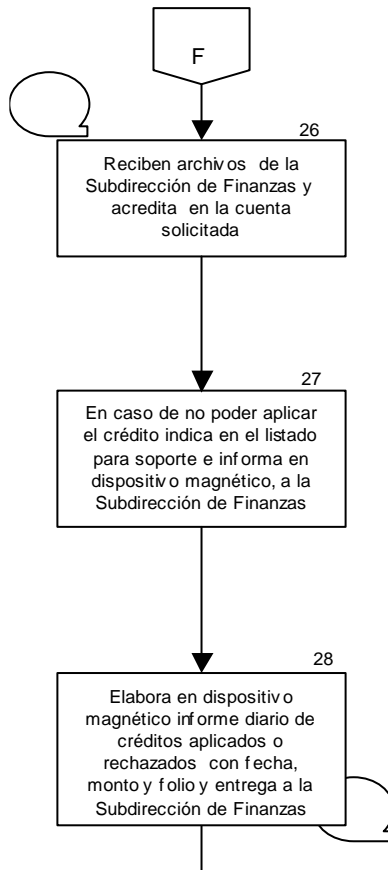 F
26
Reciben archivos de la
Subdirección de Finanzas y
acredita en la cuenta
solicitada
27
En caso de no poder aplicar
el crédito indica en el listado
para soporte e informa en
dispositivo magnético, a la
Subdirección de Finanzas
28
Elabora en dispositivo
magnético informe diario de
créditos aplicados o
rechazados con fecha,
monto y folio y entrega a la
Subdirección de Finanzas